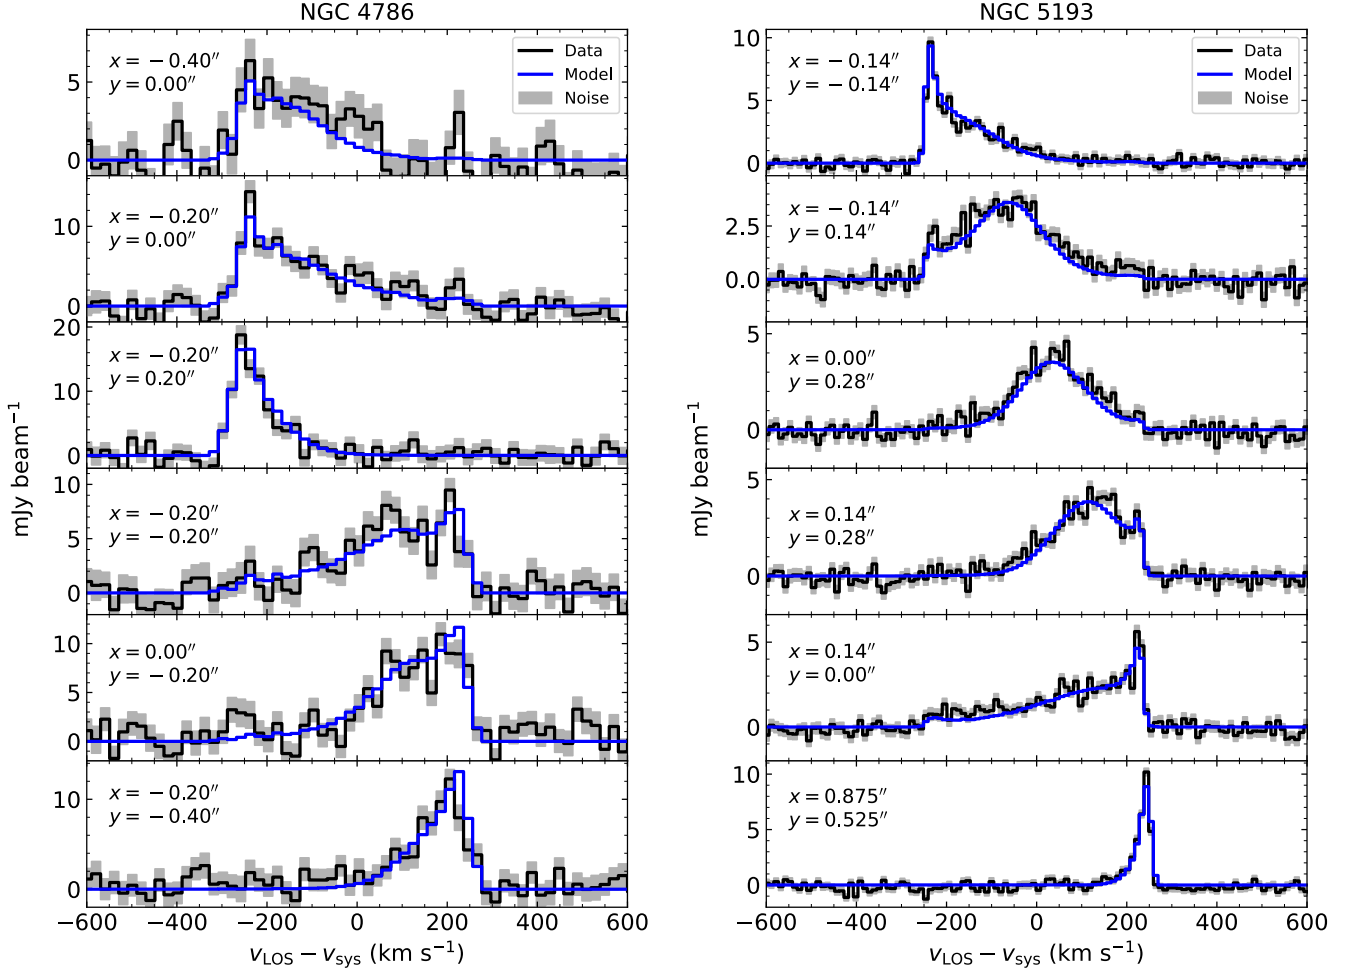 NGC 4786
x = −0.40″
y = 0.00″
Data
Model
Noise
5
0
x = −0.20″
y = 0.00″
10
0
x = −0.20″
y = 0.20″
20
10
0
x = −0.20″
y = −0.20″
10
5
0
x = 0.00″
y = −0.20″
10
5
0
x = −0.20″
y = −0.40″
10
0
mJy beam⁻¹
−600 −400 −200 0 200 400 600
v_LOS − v_sys (km s⁻¹)
NGC 5193
x = −0.14″
y = −0.14″
Data
Model
Noise
10
5
0
x = −0.14″
y = 0.14″
2.5
0.0
x = 0.00″
y = 0.28″
5
0
x = 0.14″
y = 0.28″
5
0
x = 0.14″
y = 0.00″
5
0
x = 0.875″
y = 0.525″
10
5
0
mJy beam⁻¹
−600 −400 −200 0 200 400 600
v_LOS − v_sys (km s⁻¹)